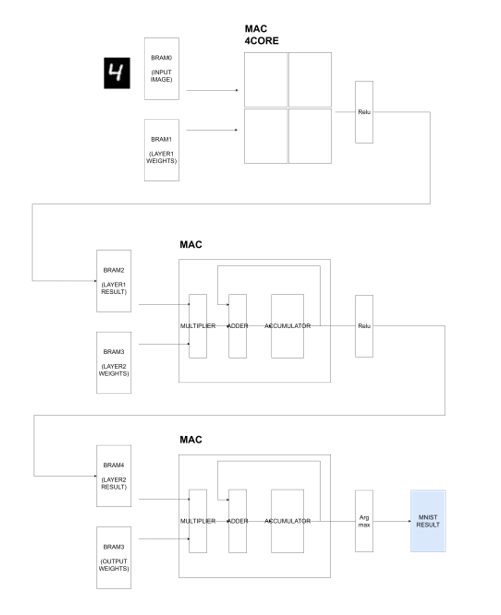 MAC
4CORE
4
BRAM0
(INPUT
IMAGE)
BRAM1
(LAYER1
WEIGHTS)
Relu
MAC
BRAM2
(LAYER1
RESULT)
BRAM3
(LAYER2
WEIGHTS)
MULTIPLIER
ADDER
ACCUMULATOR
Relu
MAC
BRAM4
(LAYER2
RESULT)
BRAM3
(OUTPUT
WEIGHTS)
MULTIPLIER
ADDER
ACCUMULATOR
Arg
max
MNIST
RESULT